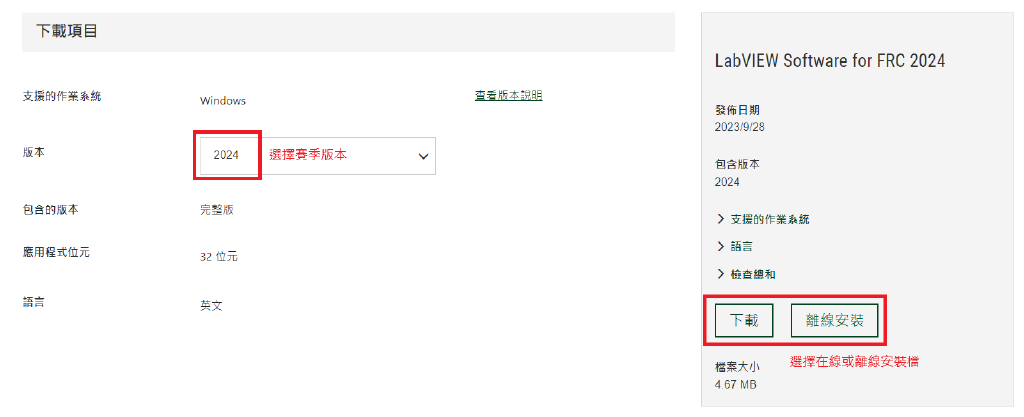 下載項目
支援的作業系統
Windows
查看版本說明
版本
2024
選擇賽季版本
包含的版本
完整版
應用程式位元
32 位元
語言
英文
LabVIEW Software for FRC 2024
發佈日期
2023/9/28
包含版本
2024
支援的作業系統
語言
檢查總和
下載
離線安裝
選擇在線或離線安裝檔
檔案大小
4.67 MB